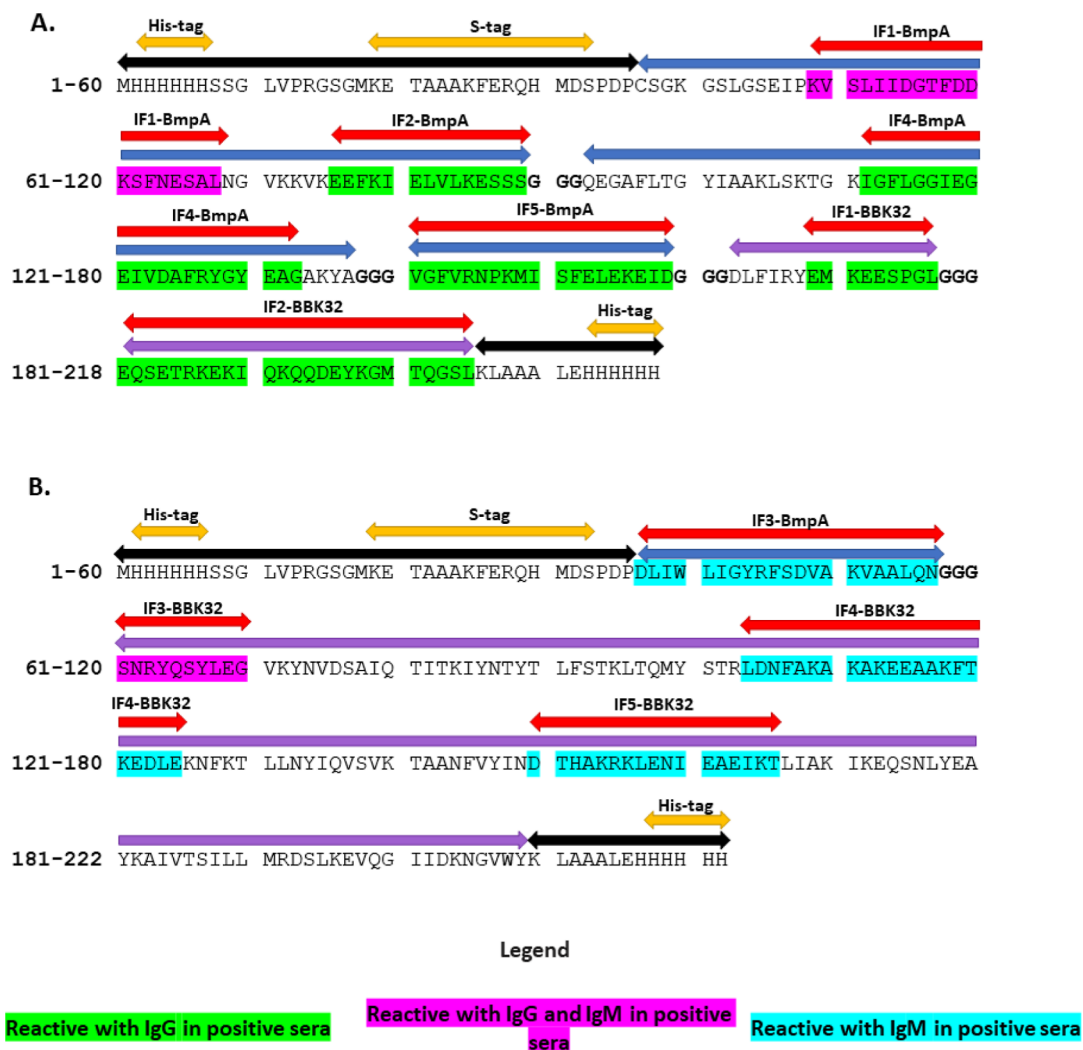 A.
His-tag S-tag IF1-BmpA
1-60 MHHHHHHSSG LVPRGSGMKE TAAAKFERQH MDSPDPCSGK GSLGSEIPKV SLIIDGTFDD
IF1-BmpA IF2-BmpA IF4-BmpA
61-120 KSFNESALNG VKKVKEEFKI ELVLKESSSG GGQEGAFLTG YIAAKLSKTG KIGFLGGIEG
IF4-BmpA IF5-BmpA IF1-BBK32
121-180 EIVDAFRYGY EAGAKYAGGG VGFVRNPKMI SFELEKEIDG GGDLFIRYEM KEESPGLGGG
IF2-BBK32 His-tag
181-218 EQSETRKEKI QKQQDEYKGM TQGSLKLAAA LEHHHHHH
B.
His-tag S-tag IF3-BmpA
1-60 MHHHHHHSSG LVPRGSGMKE TAAAKFERQH MDSPDPDLIW LIGYRFSDVA KVAALQNGGG
IF3-BBK32 IF4-BBK32
61-120 SNRYQSYLEG VKYNVDSAIQ TITKIYNTYT LFSTKLTQMY STRLDNFAKA KAKEEAAKFT
IF4-BBK32 IF5-BBK32
121-180 KEDLEKNFKT LLNYIQVSVK TAANFVYIND THAKRKLENI EAEIKTLIAK IKEQSNLYEA
His-tag
181-222 YKAIVTSILL MRDSLKEVQG IIDKNGVWYK LAAALEHHHH HH
Legend
Reactive with IgG in positive sera Reactive with IgG and IgM in positive sera Reactive with IgM in positive sera